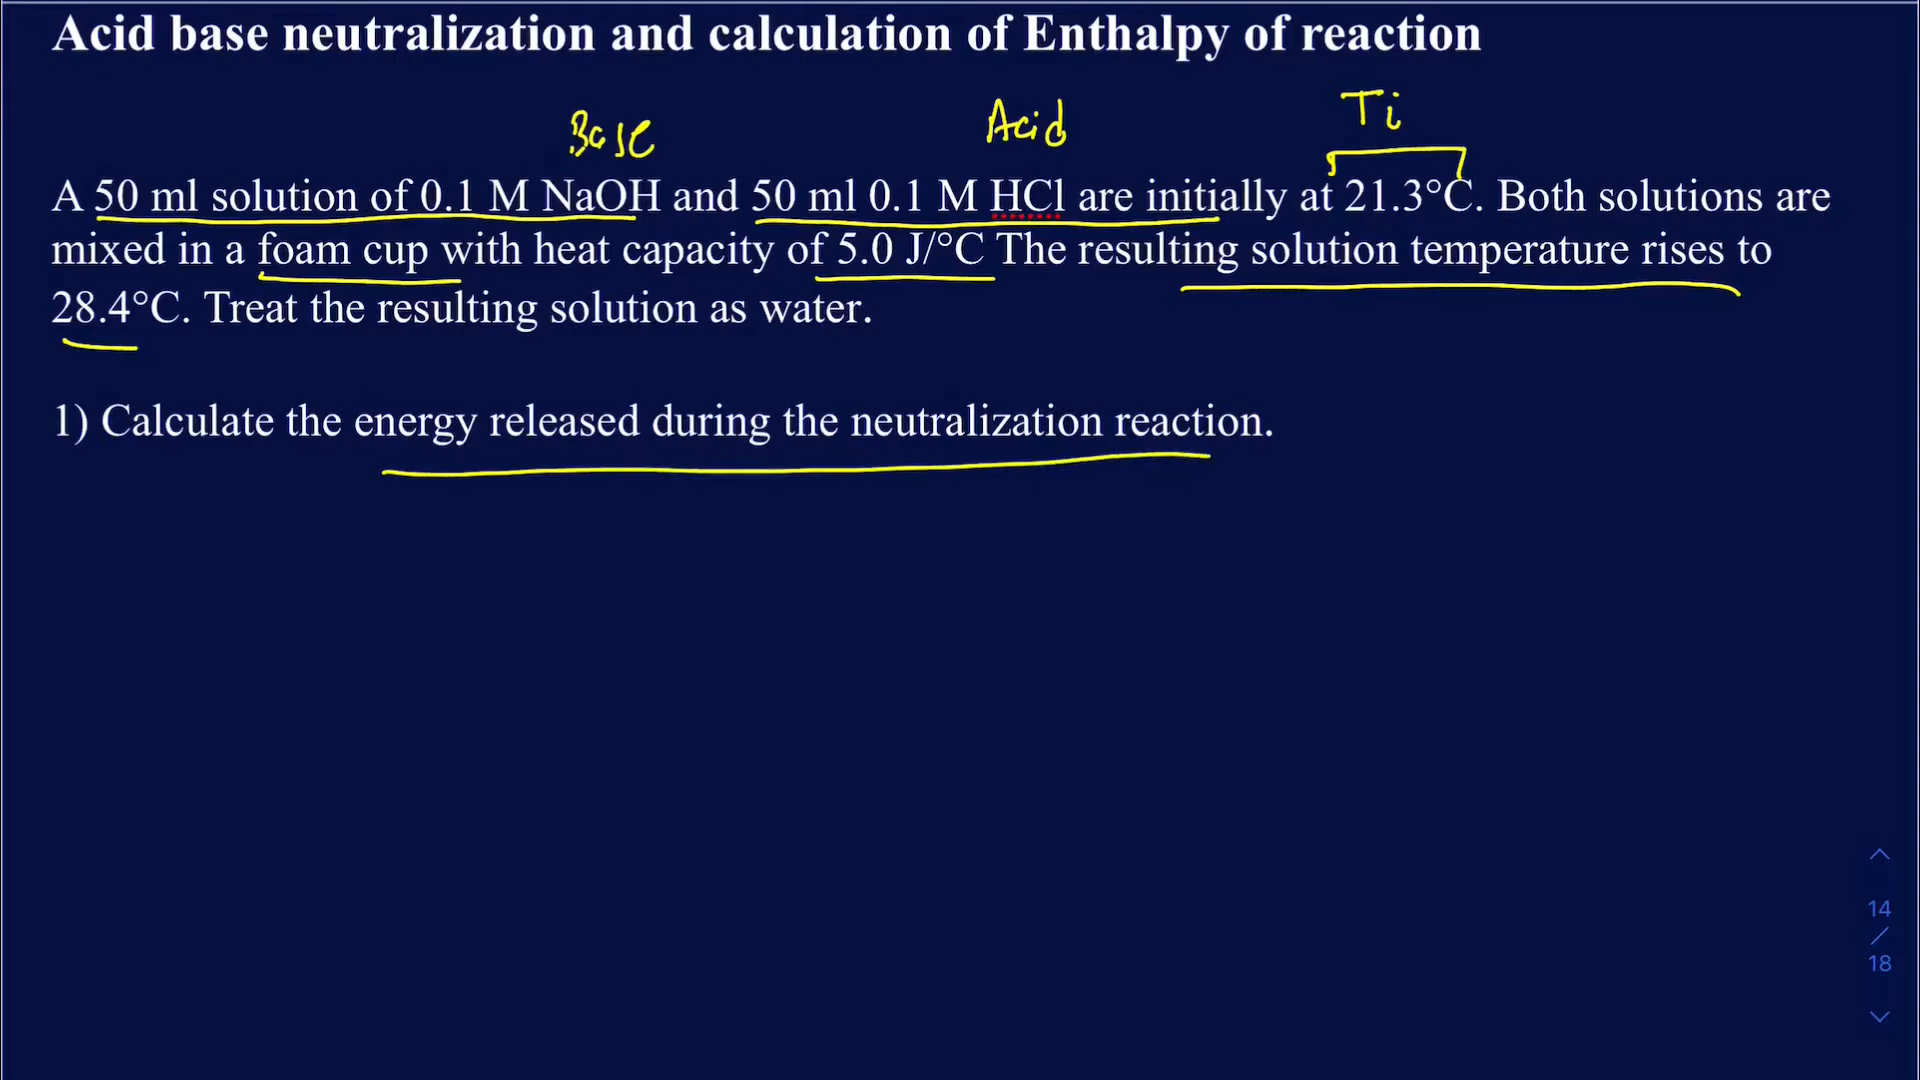 Acid base neutralization and calculation of Enthalpy of reaction
Base Acid Ti
A 50 ml solution of 0.1 M NaOH and 50 ml 0.1 M HCl are initially at 21.3°C. Both solutions are
mixed in a foam cup with heat capacity of 5.0 J/°C The resulting solution temperature rises to
28.4°C. Treat the resulting solution as water.
1) Calculate the energy released during the neutralization reaction.
14
/
18